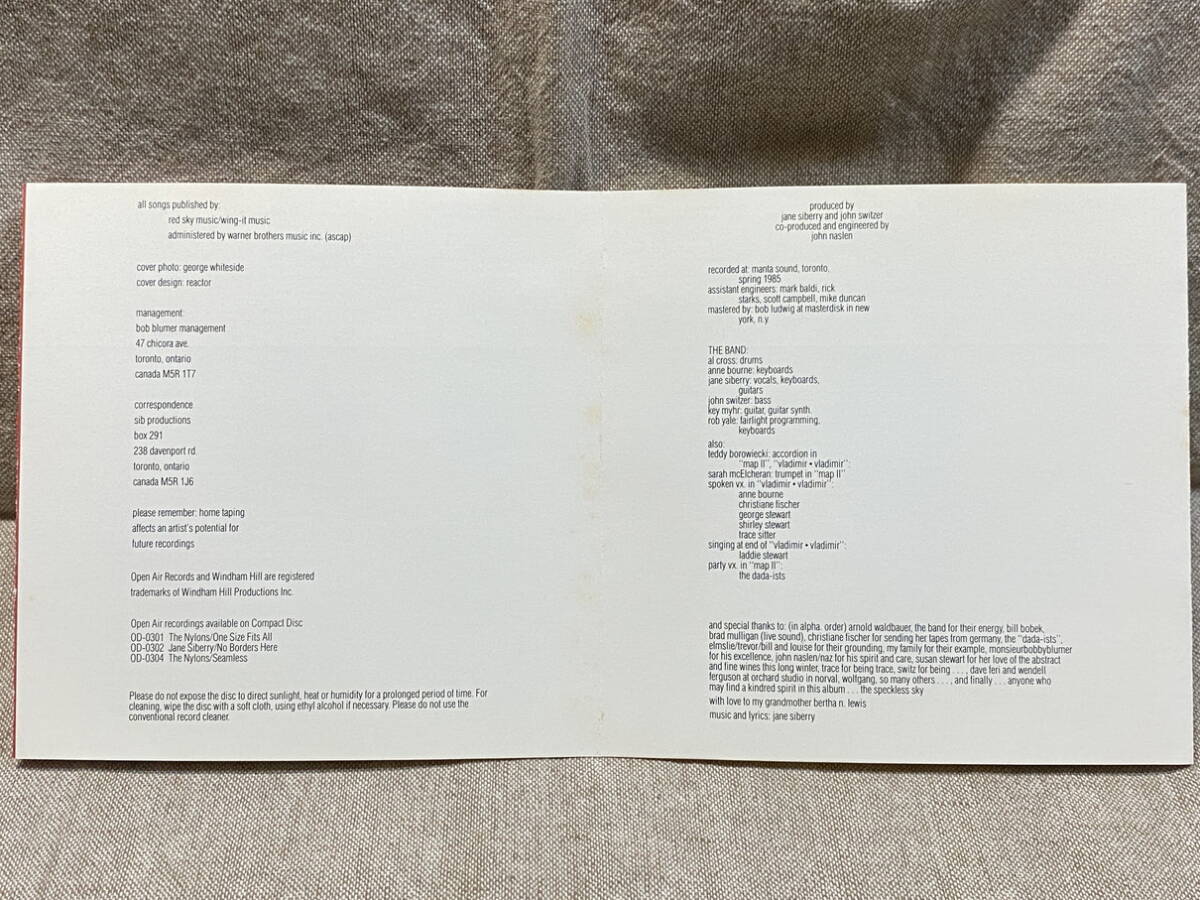 all songs published by:
red sky music/wing-it music
administered by warner brothers music inc. (ascap)
cover photo: george whiteside
cover design: reactor
management:
bob blumer management
47 chicora ave.
toronto, ontario
canada M5R 1T7
correspondence
sib productions
box 291
238 davenport rd.
toronto, ontario
canada M5R 1J6
please remember: home taping
affects an artist's potential for
future recordings
Open Air Records and Windham Hill are registered
trademarks of Windham Hill Productions Inc.
Open Air recordings available on Compact Disc
OD-0301 The Nylons/One Size Fits All
OD-0302 Jane Siberry/No Borders Here
OD-0304 The Nylons/Seamless
Please do not expose the disc to direct sunlight, heat or humidity for a prolonged period of time. For
cleaning, wipe the disc with a soft cloth, using ethyl alcohol if necessary. Please do not use the
conventional record cleaner.
produced by
jane siberry and john switzer
co-produced and engineered by
john naslen
recorded at: manta sound, toronto,
spring 1985
assistant engineers: mark baldi, rick
starks, scott campbell, mike duncan
mastered by: bob ludwig at masterdisk in new
york, n.y
THE BAND:
al cross: drums
anne bourne: keyboards
jane siberry: vocals, keyboards,
guitars
john switzer: bass
key myhr: guitar, guitar synth.
rob yale: fairlight programming,
keyboards
also:
teddy borowiecki: accordion in
"map II", "vladimir • vladimir":
sarah mcElcheran: trumpet in "map II"
spoken vx. in "vladimir • vladimir":
anne bourne
christiane fischer
george stewart
shirley stewart
trace sitter
singing at end of "vladimir • vladimir":
laddie stewart
party vx. in "map II":
the dada-ists
and special thanks to: (in alpha. order) arnold waldbauer, the band for their energy, bill bobek,
brad mulligan (live sound), christiane fischer for sending her tapes from germany, the "dada-ists",
elmslie/trevor/bill and louise for their grounding, my family for their example, monsieurbobbyblumer
for his excellence, john naslen/naz for his spirit and care, susan stewart for her love of the abstract
and fine wines this long winter, trace for being trace, switz for being . . . , dave feri and wendell
ferguson at orchard studio in norval, wolfgang, so many others . . . , and finally . . . anyone who
may find a kindred spirit in this album . . . the speckless sky
with love to my grandmother bertha n. lewis
music and lyrics: jane siberry